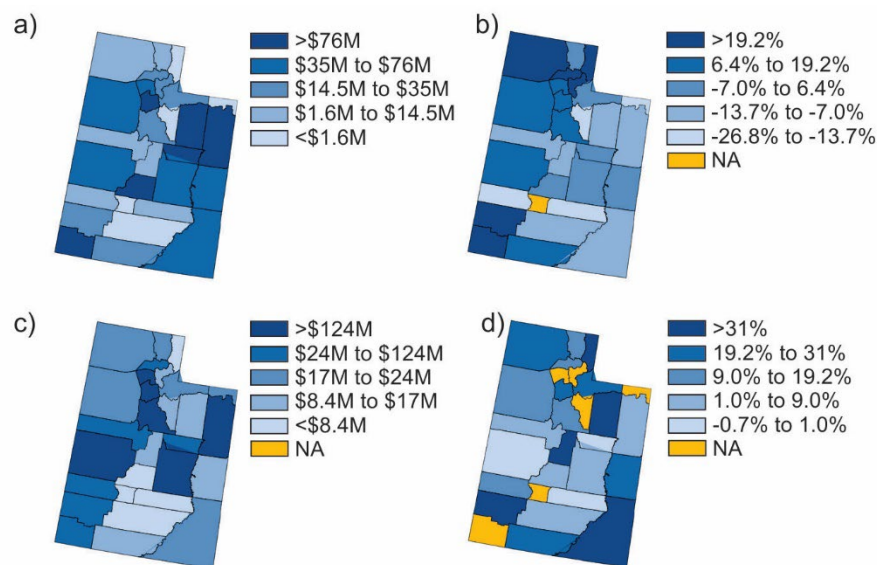 a)
>$76M
$35M to $76M
$14.5M to $35M
$1.6M to $14.5M
<$1.6M
b)
>19.2%
6.4% to 19.2%
-7.0% to 6.4%
-13.7% to -7.0%
-26.8% to -13.7%
NA
c)
>$124M
$24M to $124M
$17M to $24M
$8.4M to $17M
<$8.4M
NA
d)
>31%
19.2% to 31%
9.0% to 19.2%
1.0% to 9.0%
-0.7% to 1.0%
NA